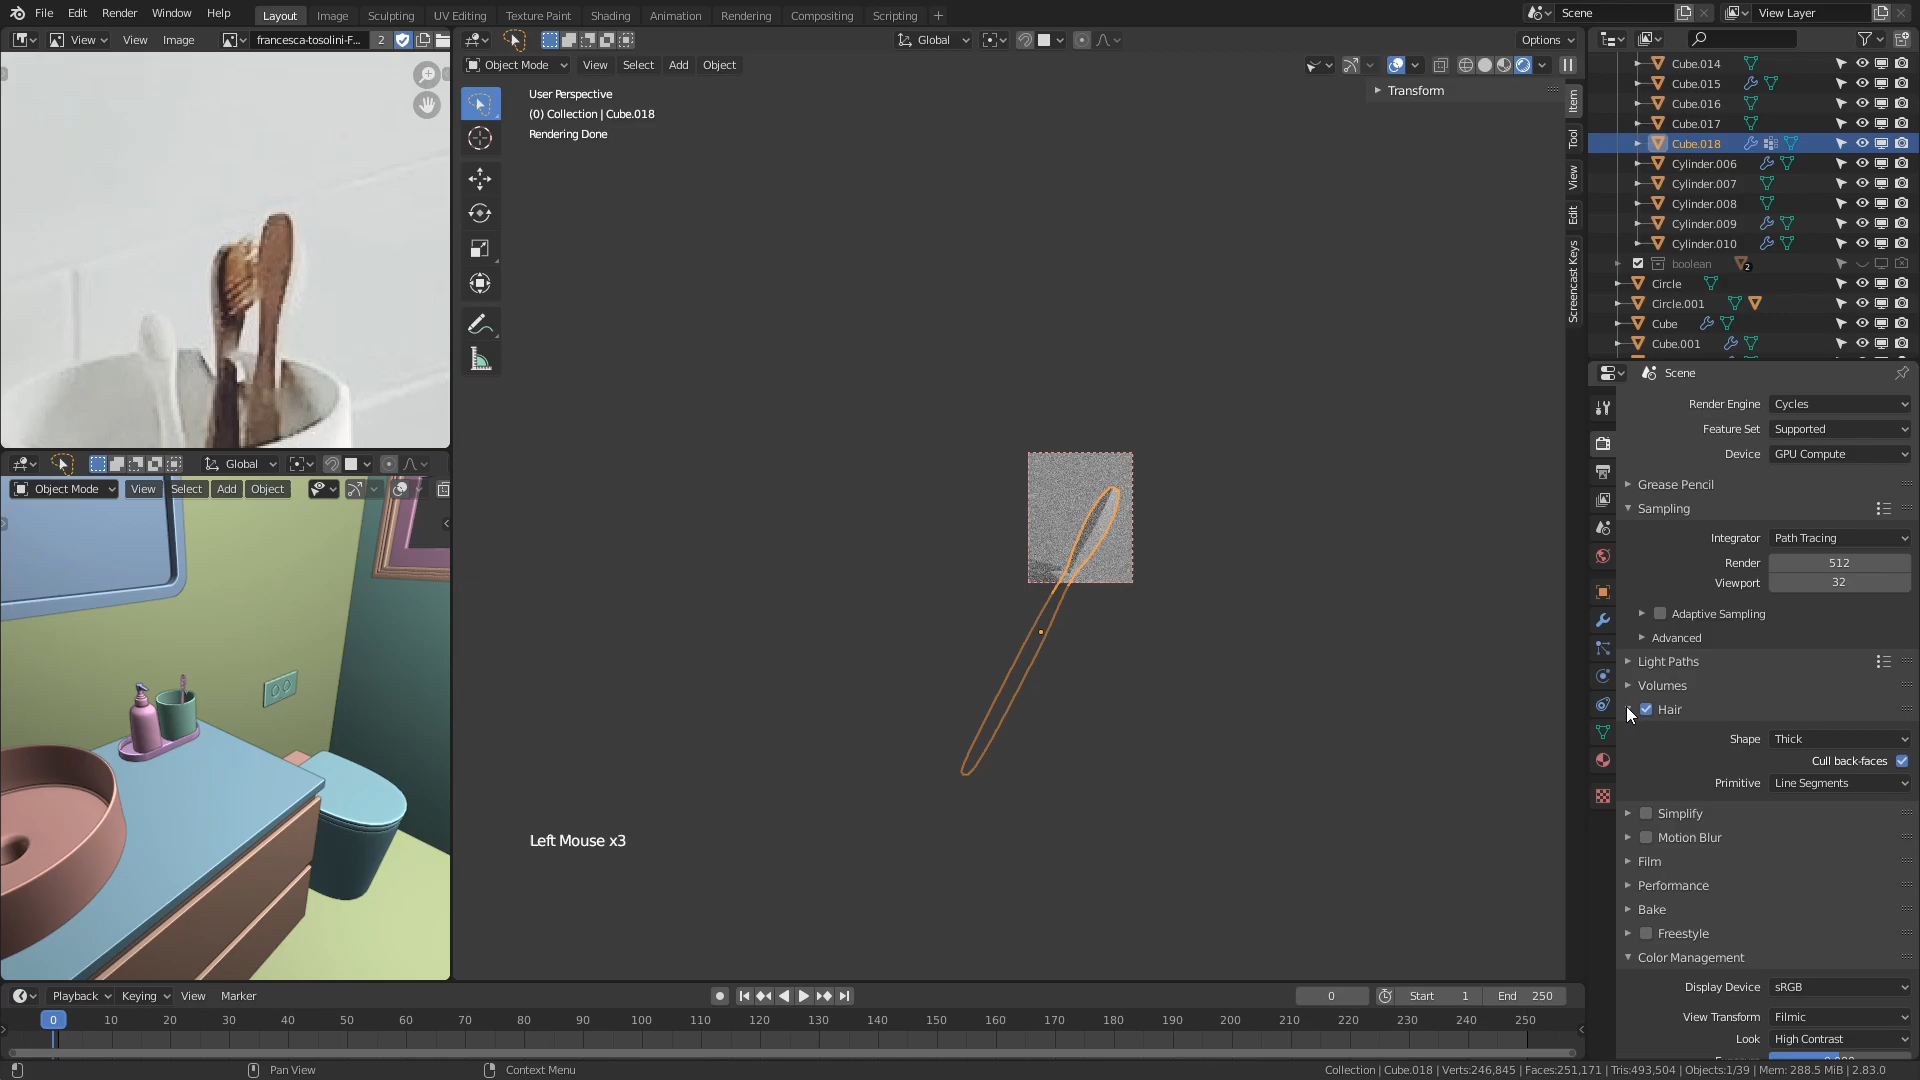 File Edit Render Window Help Layout Image Sculpting UV Editing Texture Paint Shading Animation Rendering Compositing Scripting + Scene View Layer
View View Image francesca-tosolini-F... 2 Global Options
Object Mode View Select Add Object
User Perspective
(0) Collection | Cube.018
Rendering Done
Transform
Item
Tool
View
Edit
Screencast Keys
Left Mouse x3
Global
Object Mode View Select Add Object
Cube.014
Cube.015
Cube.016
Cube.017
Cube.018
Cylinder.006
Cylinder.007
Cylinder.008
Cylinder.009
Cylinder.010
boolean 2
Circle
Circle.001
Cube
Cube.001
Scene
Render Engine Cycles
Feature Set Supported
Device GPU Compute
Grease Pencil
Sampling
Integrator Path Tracing
Render 512
Viewport 32
Adaptive Sampling
Advanced
Light Paths
Volumes
Hair
Shape Thick
Cull back-faces
Primitive Line Segments
Simplify
Motion Blur
Film
Performance
Bake
Freestyle
Color Management
Display Device sRGB
View Transform Filmic
Look High Contrast
Playback Keying View Marker 0 Start 1 End 250
0 10 20 30 40 50 60 70 80 90 100 110 120 130 140 150 160 170 180 190 200 210 220 230 240 250
Pan View Context Menu Collection | Cube.018 | Verts:246,845 | Faces:251,171 | Tris:493,504 | Objects:1/39 | Mem: 288.5 MiB | 2.83.0